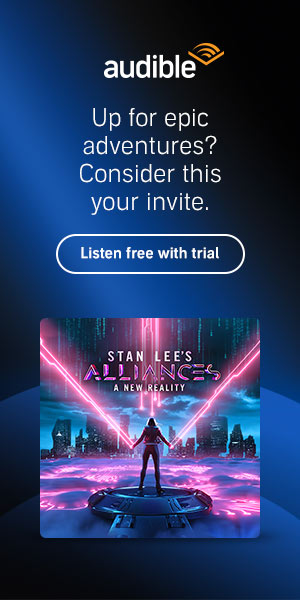 audible
Up for epic
adventures?
Consider this
your invite.
Listen free with trial
STAN LEE'S
ALLIANCES
A NEW REALITY